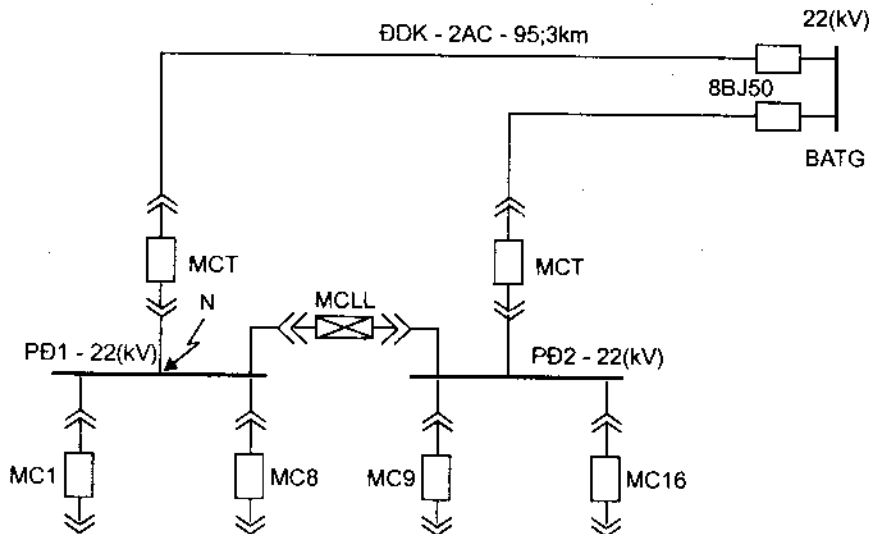 22(kV)
ĐDK - 2AC - 95;3km
8BJ50
BATG
MCT
MCT
N
MCLL
PĐ1 - 22(kV)
PĐ2 - 22(kV)
MC1
MC8
MC9
MC16